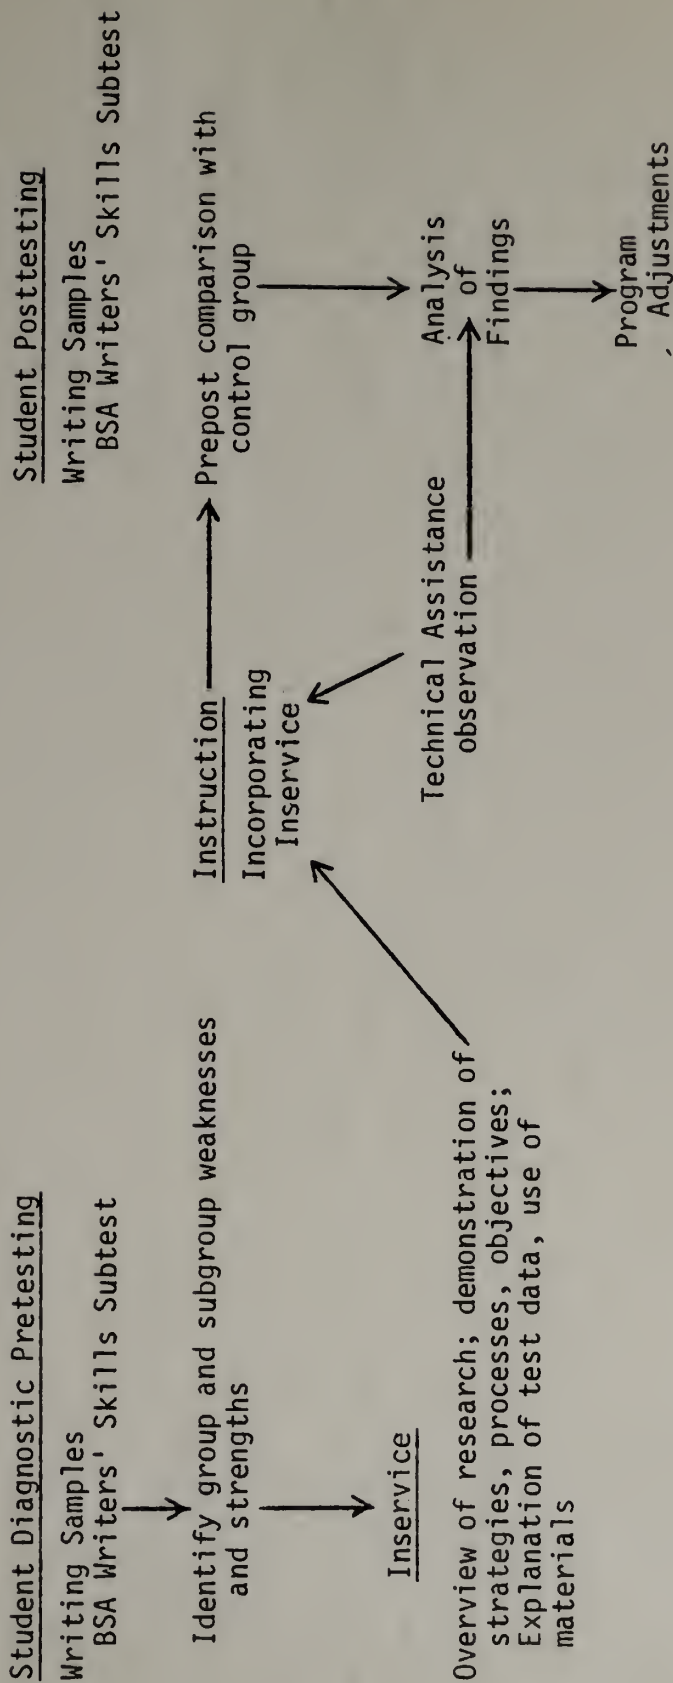 Student Diagnostic Pretesting
Writing Samples
BSA Writers' Skills Subtest
Identify group and subgroup weaknesses
and strengths
Inservice
Overview of research; demonstration of
strategies, processes, objectives;
Explanation of test data, use of
materials
Instruction
Incorporating
Inservice
Technical Assistance
observation
Student Posttesting
Writing Samples
BSA Writers' Skills Subtest
Prepost comparison with
control group
Analysis
of
Findings
Program
Adjustments